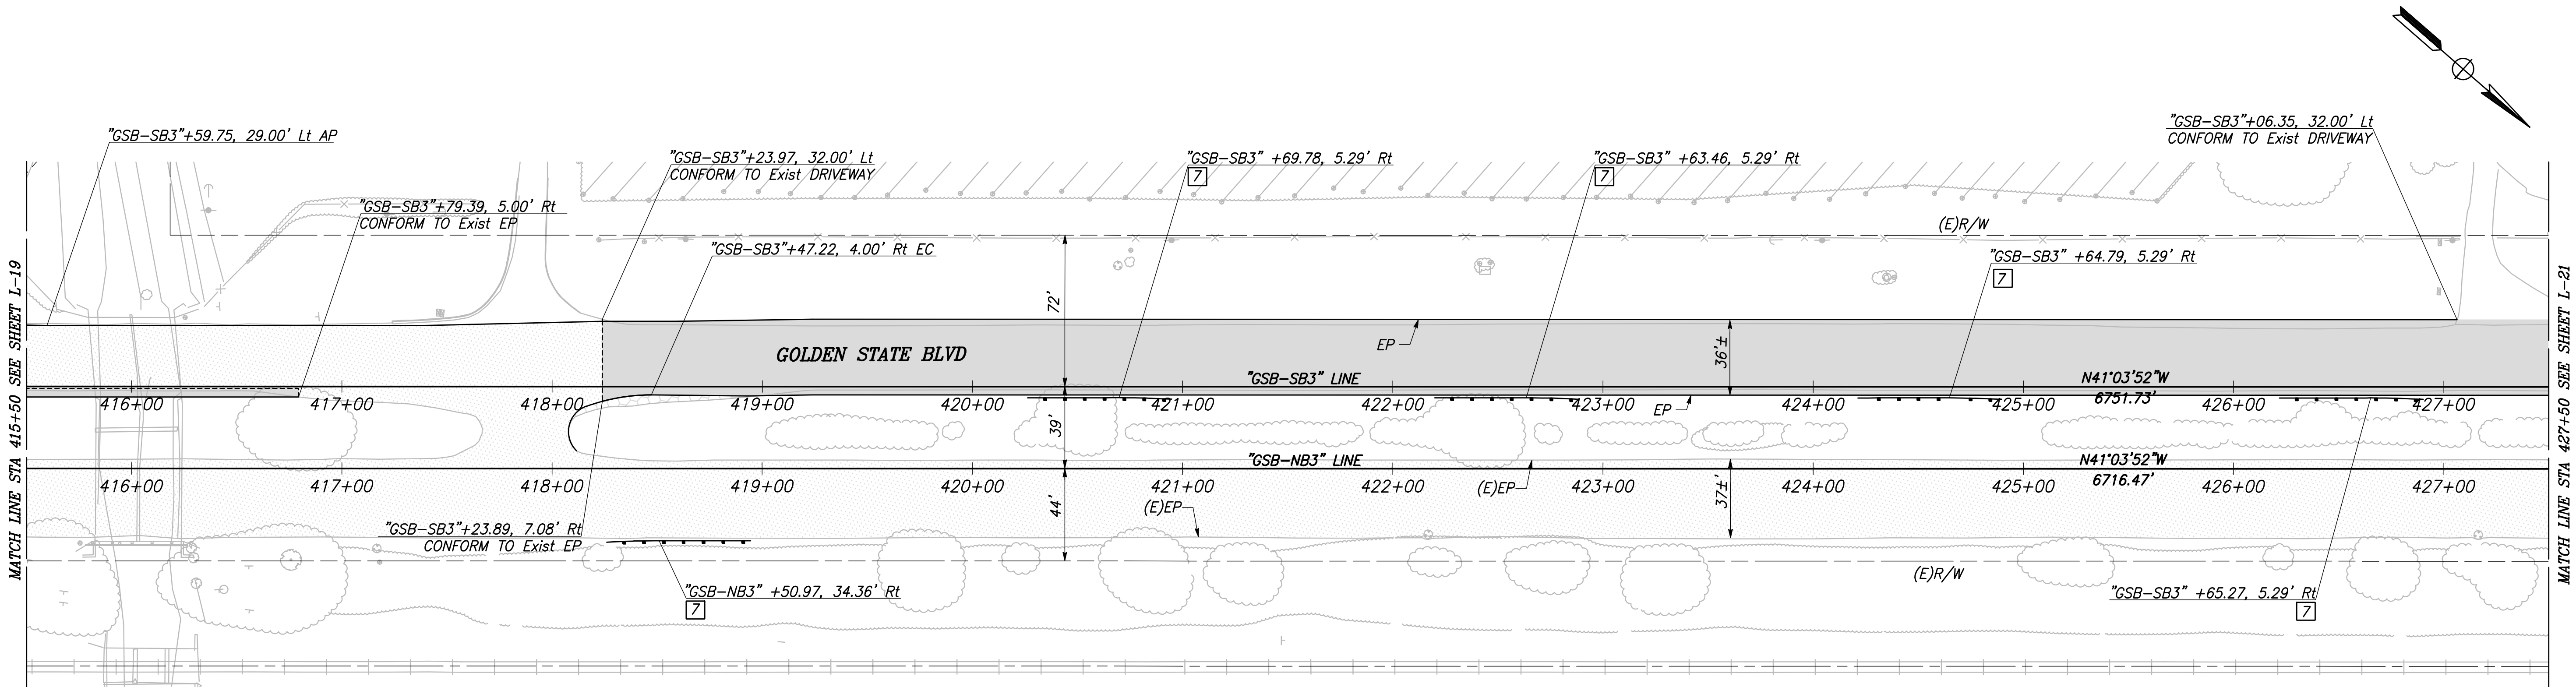 "GSB-SB3"+59.75, 29.00' Lt AP
"GSB-SB3"+79.39, 5.00' Rt
CONFORM TO Exist EP
"GSB-SB3"+23.97, 32.00' Lt
CONFORM TO Exist DRIVEWAY
"GSB-SB3"+47.22, 4.00' Rt EC
"GSB-SB3" +69.78, 5.29' Rt
7
"GSB-SB3" +63.46, 5.29' Rt
7
"GSB-SB3"+06.35, 32.00' Lt
CONFORM TO Exist DRIVEWAY
(E)R/W
"GSB-SB3" +64.79, 5.29' Rt
7
MATCH LINE STA 415+50 SEE SHEET L-19
MATCH LINE STA 427+50 SEE SHEET L-21
72'
GOLDEN STATE BLVD
EP
36'±
"GSB-SB3" LINE
N41°03'52"W
6751.73'
416+00
417+00
418+00
419+00
420+00
421+00
422+00
423+00
424+00
425+00
426+00
427+00
EP
39'
"GSB-NB3" LINE
N41°03'52"W
6716.47'
416+00
417+00
418+00
419+00
420+00
421+00
422+00
423+00
424+00
425+00
426+00
427+00
(E)EP
(E)EP
44'
37±'
"GSB-SB3"+23.89, 7.08' Rt
CONFORM TO Exist EP
"GSB-NB3" +50.97, 34.36' Rt
7
(E)R/W
"GSB-SB3" +65.27, 5.29' Rt
7